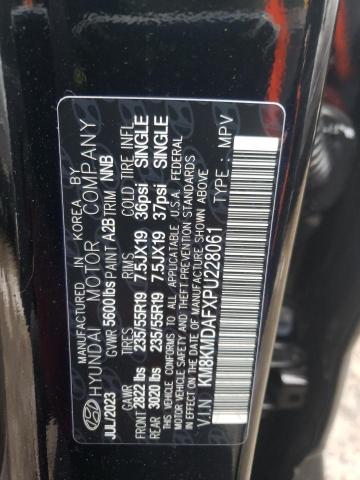 MANUFACTURED IN KOREA BY
HYUNDAI MOTOR COMPANY
JUL/2023 GVWR 5600 lbs PAINT A2B TRIM NNB
GAWR TIRES RIMS COLD TIRE INFL
FRONT 2822 lbs 235/55R19 7.5JX19 36psi SINGLE
REAR 3020 lbs 235/55R19 7.5JX19 37psi SINGLE
THIS VEHICLE CONFORMS TO ALL APPLICABLE U.S.A. FEDERAL
MOTOR VEHICLE SAFETY AND THEFT PREVENTION STANDARDS
IN EFFECT ON THE DATE OF MANUFACTURE SHOWN ABOVE
V.I.N : KM8KMDAFXPU228061 TYPE : MPV